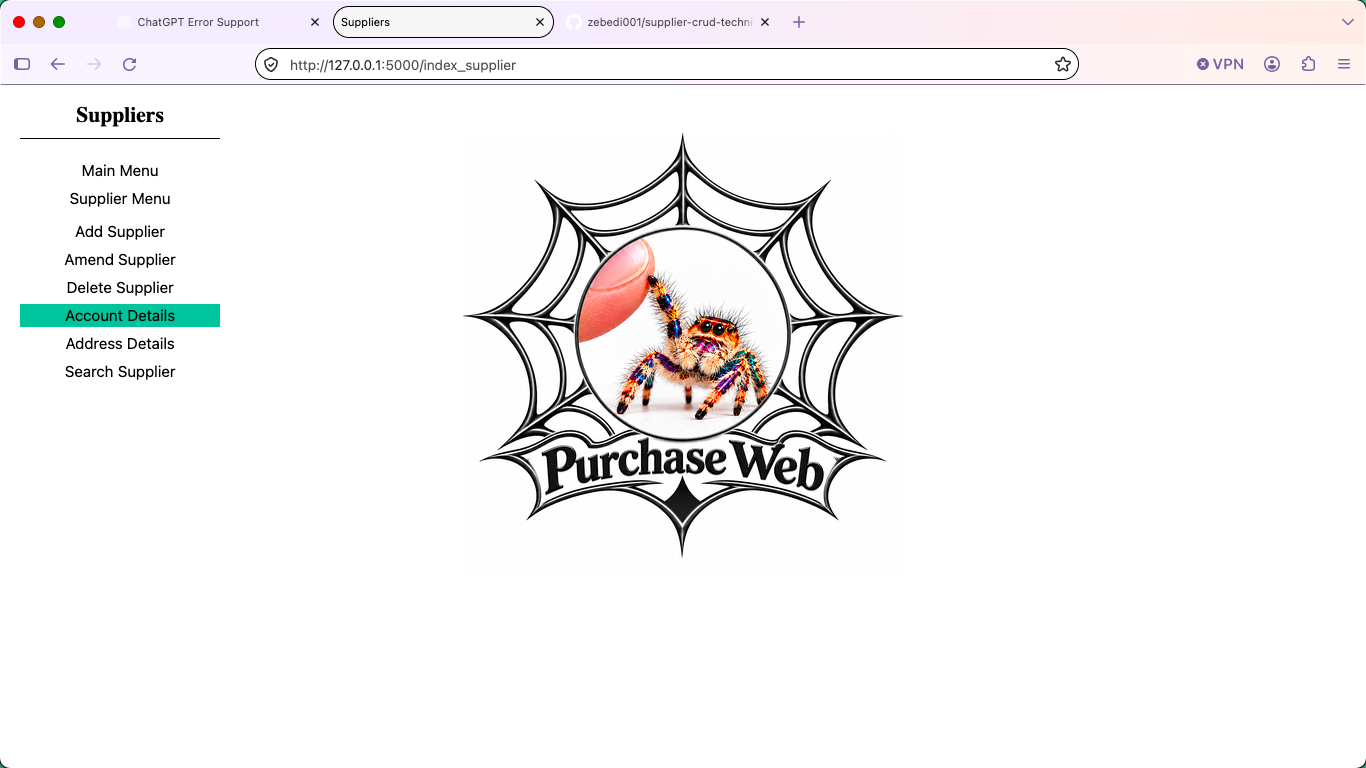 ChatGPT Error Support
Suppliers
zebedi001/supplier-crud-techni
http://127.0.0.1:5000/index_supplier
VPN
Suppliers
Main Menu
Supplier Menu
Add Supplier
Amend Supplier
Delete Supplier
Account Details
Address Details
Search Supplier
Purchase Web